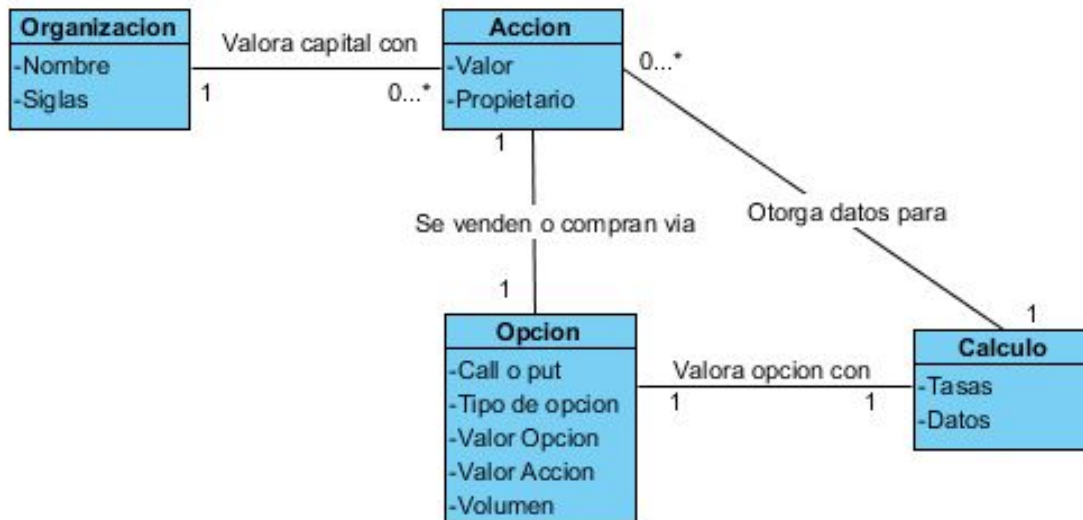 Organizacion
-Nombre
-Siglas
Valora capital con
1
0...*
Accion
-Valor
-Propietario
0...*
1
Se venden o compran via
1
Otorga datos para
1
Opcion
-Call o put
-Tipo de opcion
-Valor Opcion
-Valor Accion
-Volumen
Valora opcion con
1
1
Calculo
-Tasas
-Datos